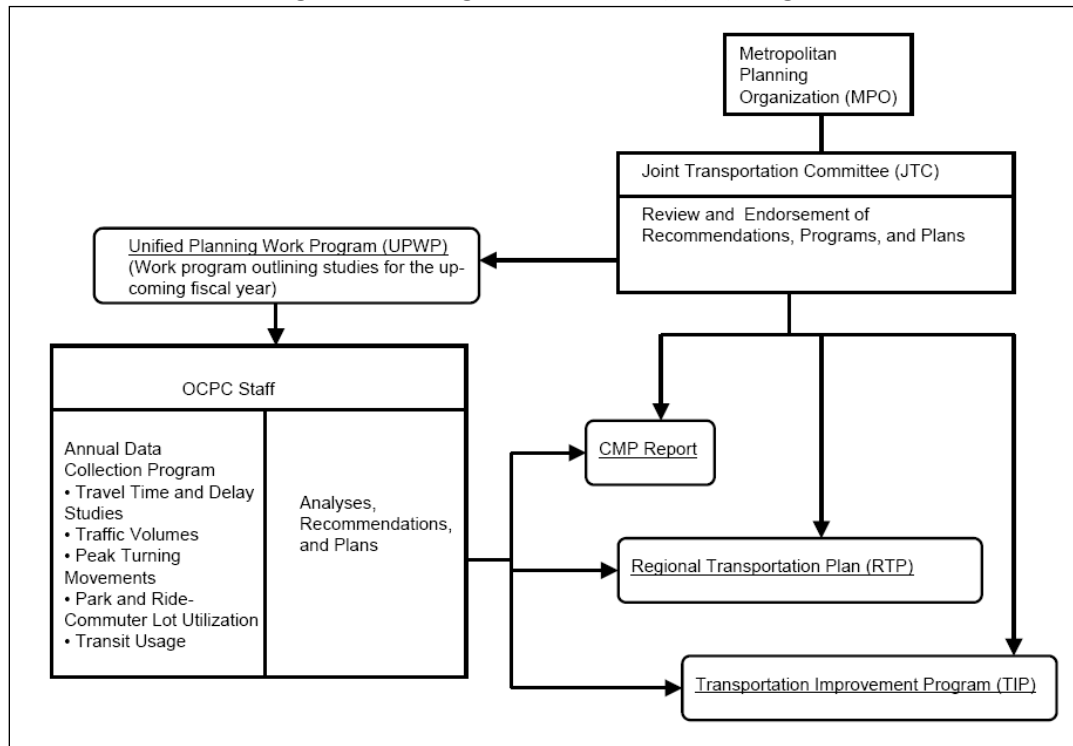 Metropolitan
Planning
Organization (MPO)
Joint Transportation Committee (JTC)
Review and Endorsement of
Recommendations, Programs, and Plans
Unified Planning Work Program (UPWP)
(Work program outlining studies for the up-
coming fiscal year)
OCPC Staff
Annual Data
Collection Program
• Travel Time and Delay
Studies
• Traffic Volumes
• Peak Turning
Movements
• Park and Ride-
Commuter Lot Utilization
• Transit Usage
Analyses,
Recommendations,
and Plans
CMP Report
Regional Transportation Plan (RTP)
Transportation Improvement Program (TIP)